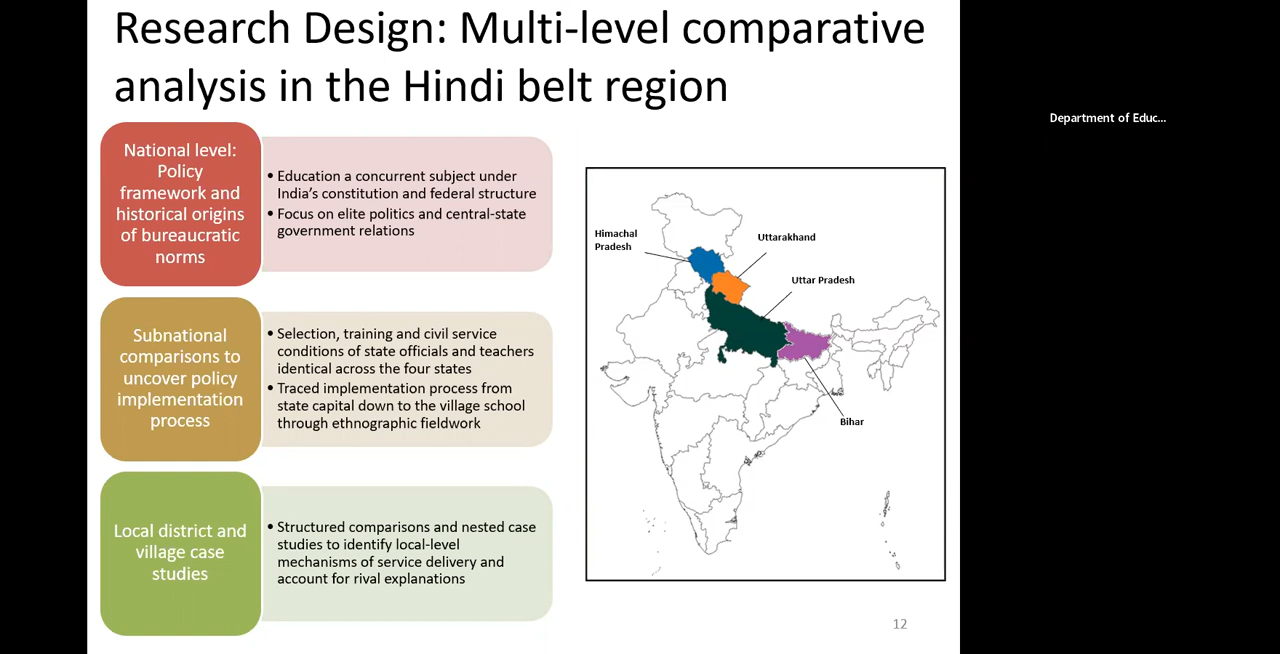 Research Design: Multi-level comparative
analysis in the Hindi belt region
National level:
Policy
framework and
historical origins
of bureaucratic
norms
• Education a concurrent subject under
India's constitution and federal structure
• Focus on elite politics and central-state
government relations
Subnational
comparisons to
uncover policy
implementation
process
• Selection, training and civil service
conditions of state officials and teachers
identical across the four states
• Traced implementation process from
state capital down to the village school
through ethnographic fieldwork
Local district and
village case
studies
• Structured comparisons and nested case
studies to identify local-level
mechanisms of service delivery and
account for rival explanations
Himachal
Pradesh
Uttarakhand
Uttar Pradesh
Bihar
12
Department of Educ...